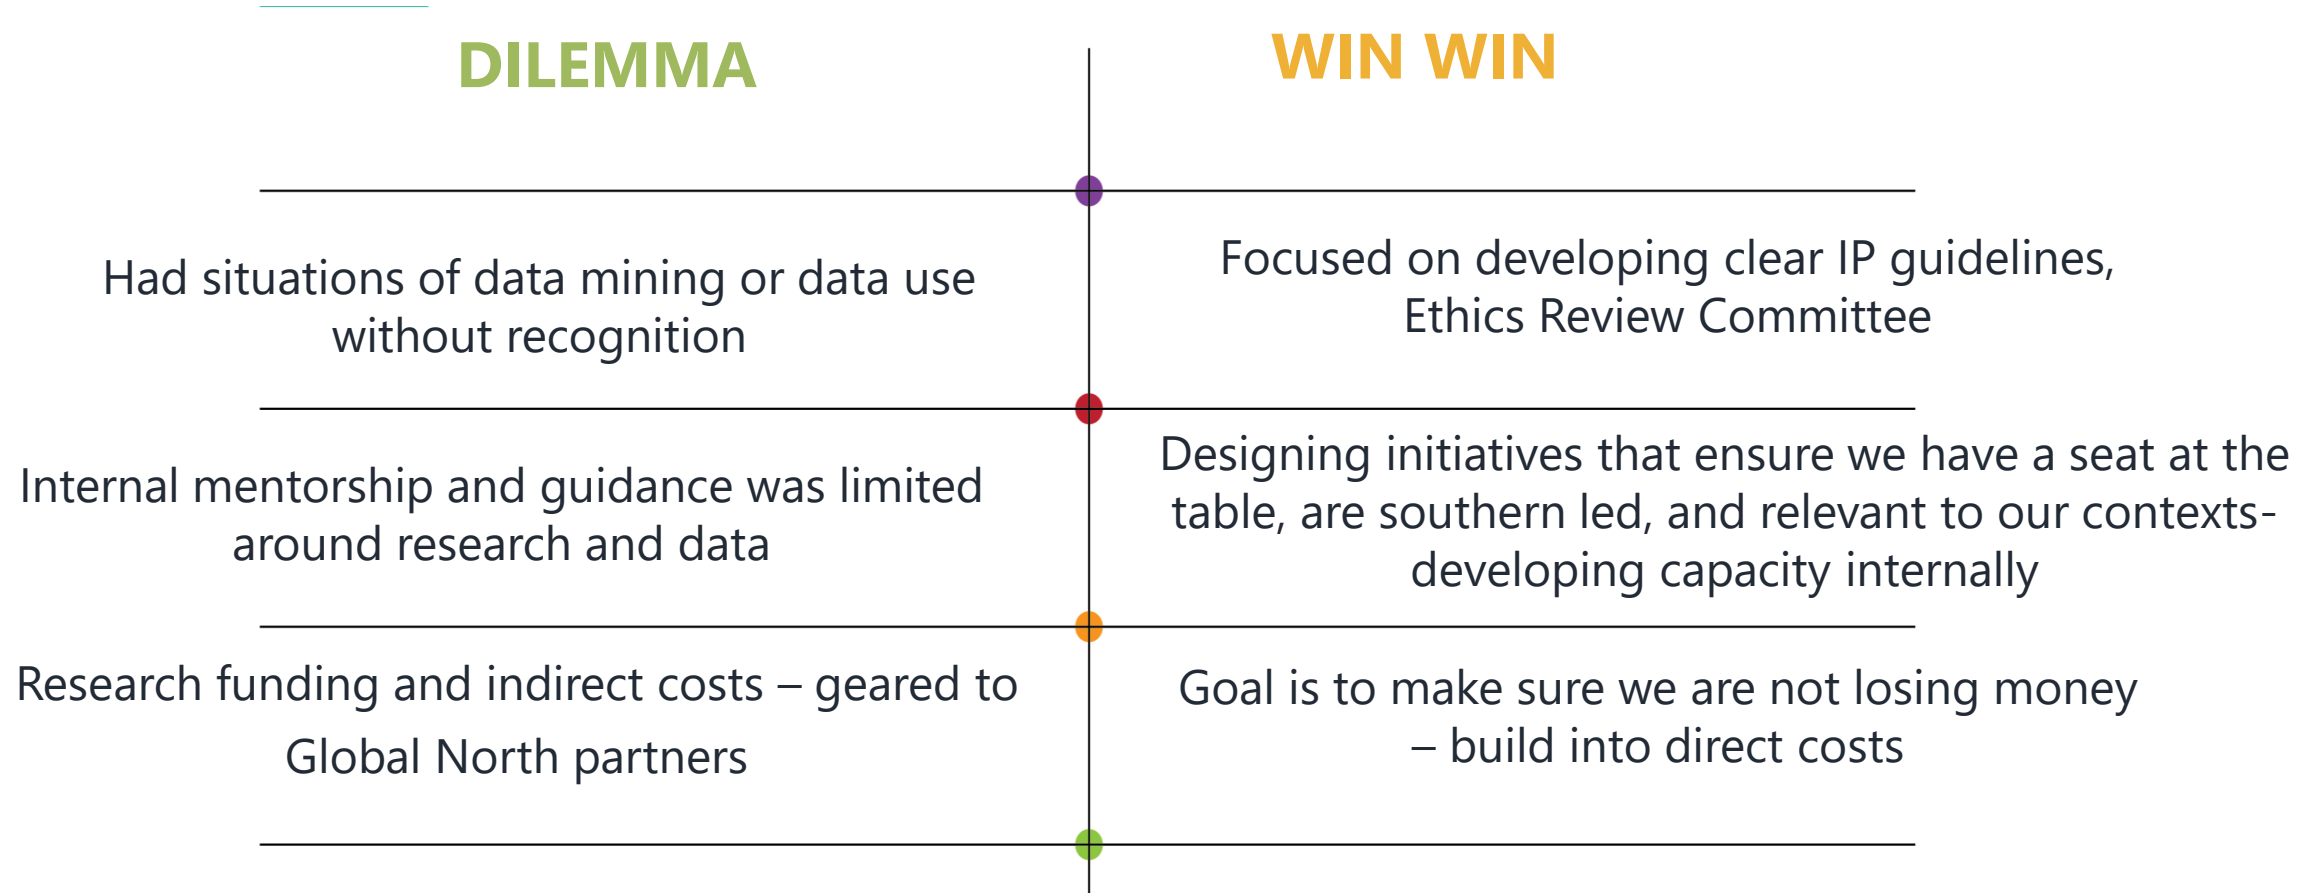 DILEMMA
WIN WIN
Had situations of data mining or data use
without recognition
Focused on developing clear IP guidelines,
Ethics Review Committee
Internal mentorship and guidance was limited
around research and data
Designing initiatives that ensure we have a seat at the
table, are southern led, and relevant to our contexts-
developing capacity internally
Research funding and indirect costs – geared to
Global North partners
Goal is to make sure we are not losing money
– build into direct costs